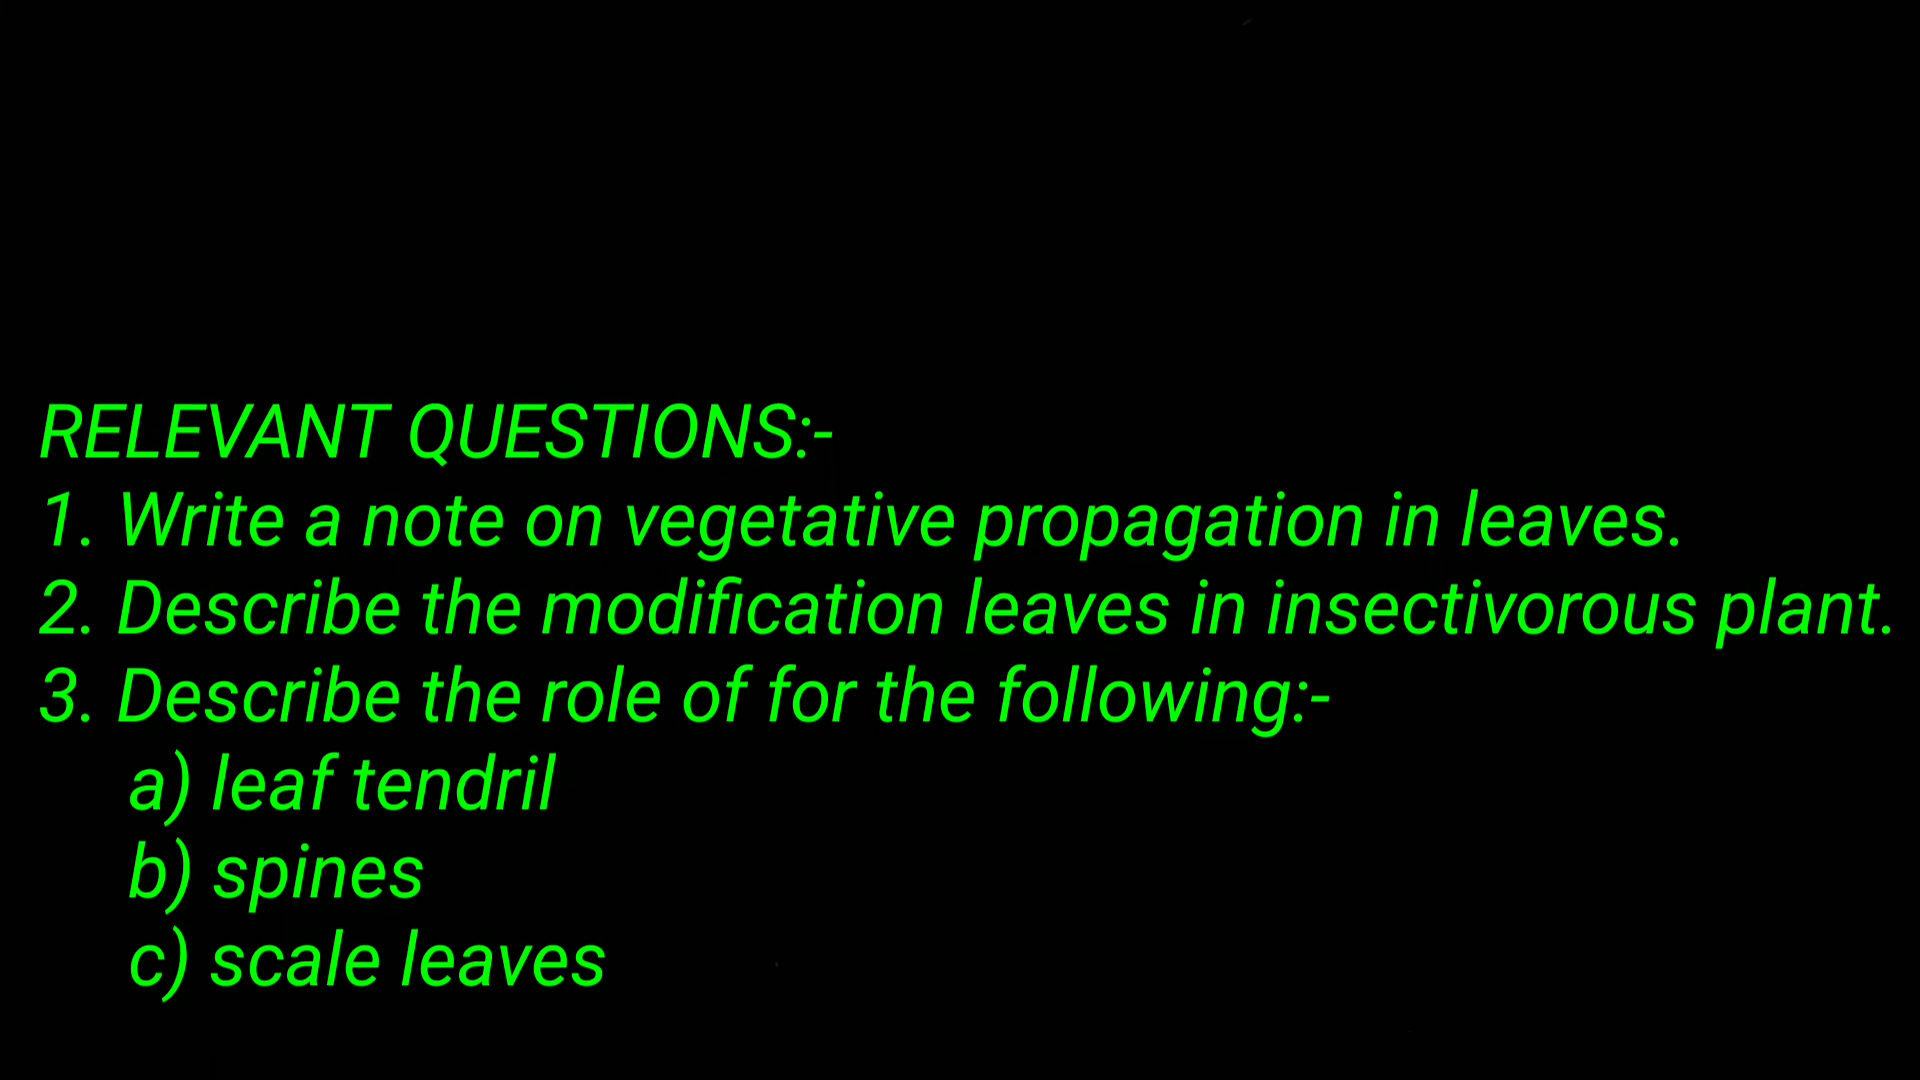 RELEVANT QUESTIONS:-
1. Write a note on vegetative propagation in leaves.
2. Describe the modification leaves in insectivorous plant.
3. Describe the role of for the following:-
a) leaf tendril
b) spines
c) scale leaves